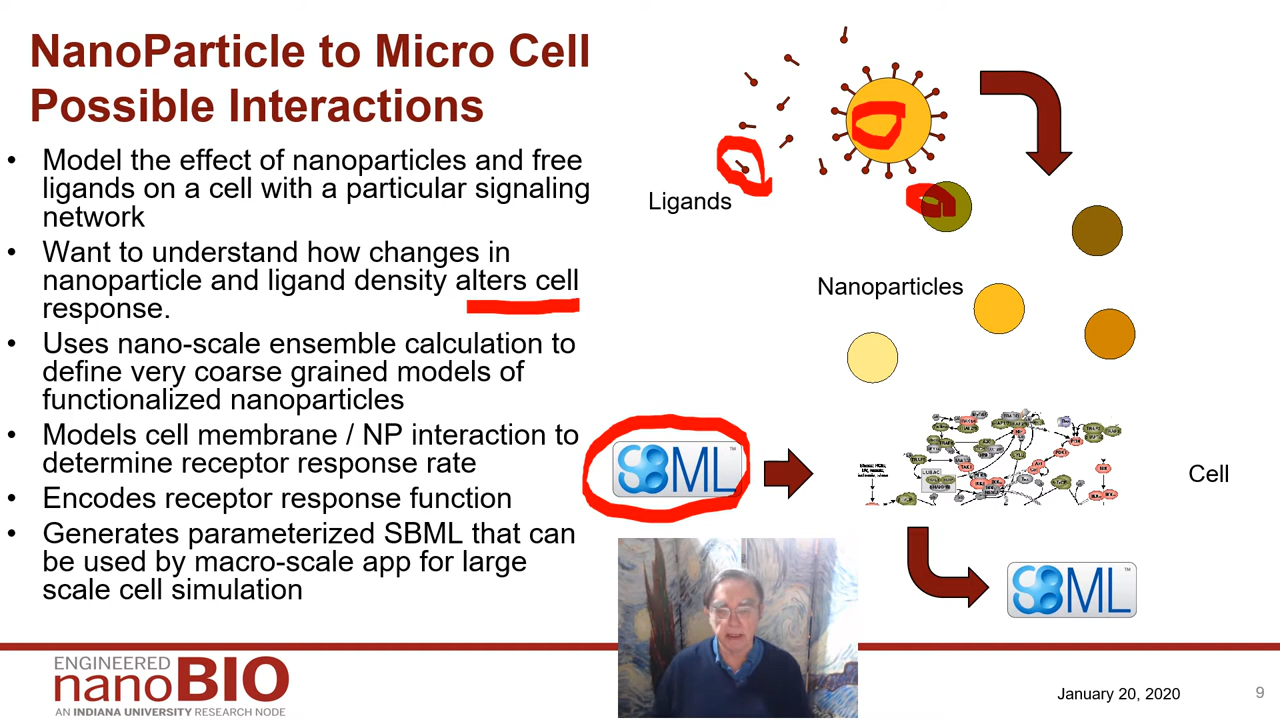 NanoParticle to Micro Cell
Possible Interactions
• Model the effect of nanoparticles and free
ligands on a cell with a particular signaling
network
• Want to understand how changes in
nanoparticle and ligand density alters cell
response.
• Uses nano-scale ensemble calculation to
define very coarse grained models of
functionalized nanoparticles
• Models cell membrane / NP interaction to
determine receptor response rate
• Encodes receptor response function
• Generates parameterized SBML that can
be used by macro-scale app for large
scale cell simulation
Ligands
Nanoparticles
SBML™
LUBAC
Cell
SBML™
ENGINEERED
nanoBIO
AN INDIANA UNIVERSITY RESEARCH NODE
January 20, 2020
9